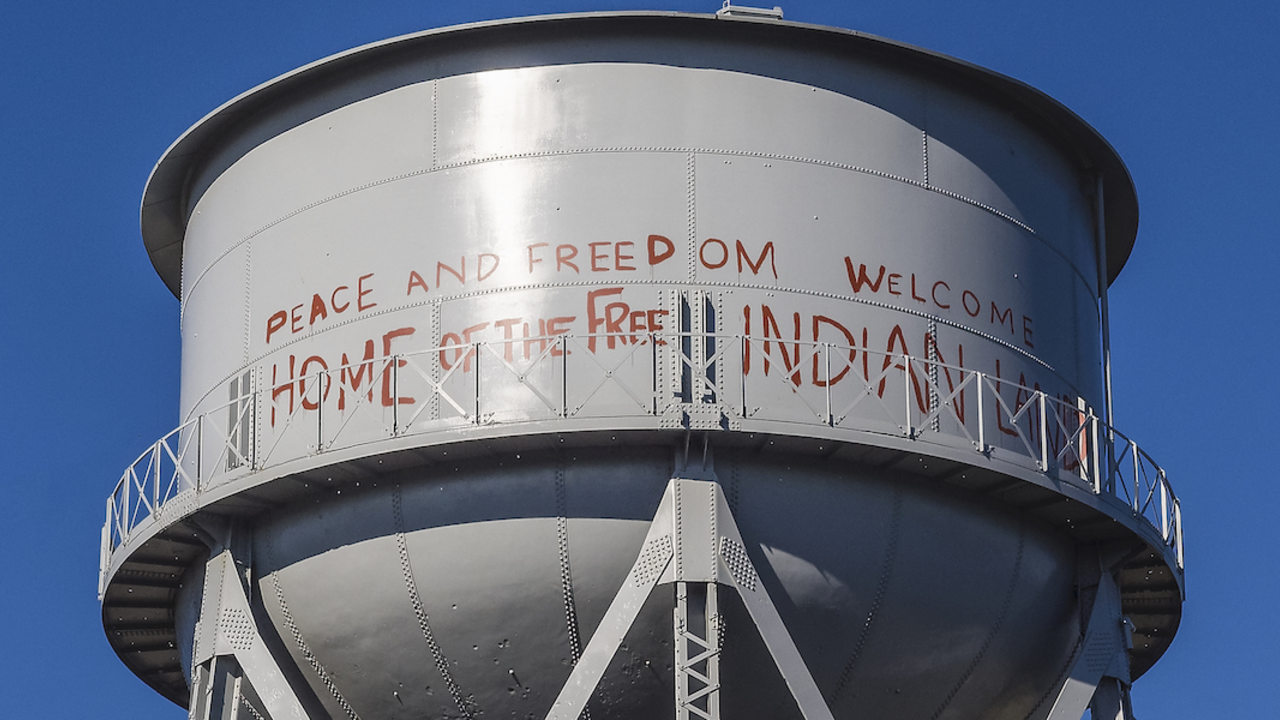 PEACE AND FREEDOM WELCOME
HOME OF THE FREE INDIAN LAND